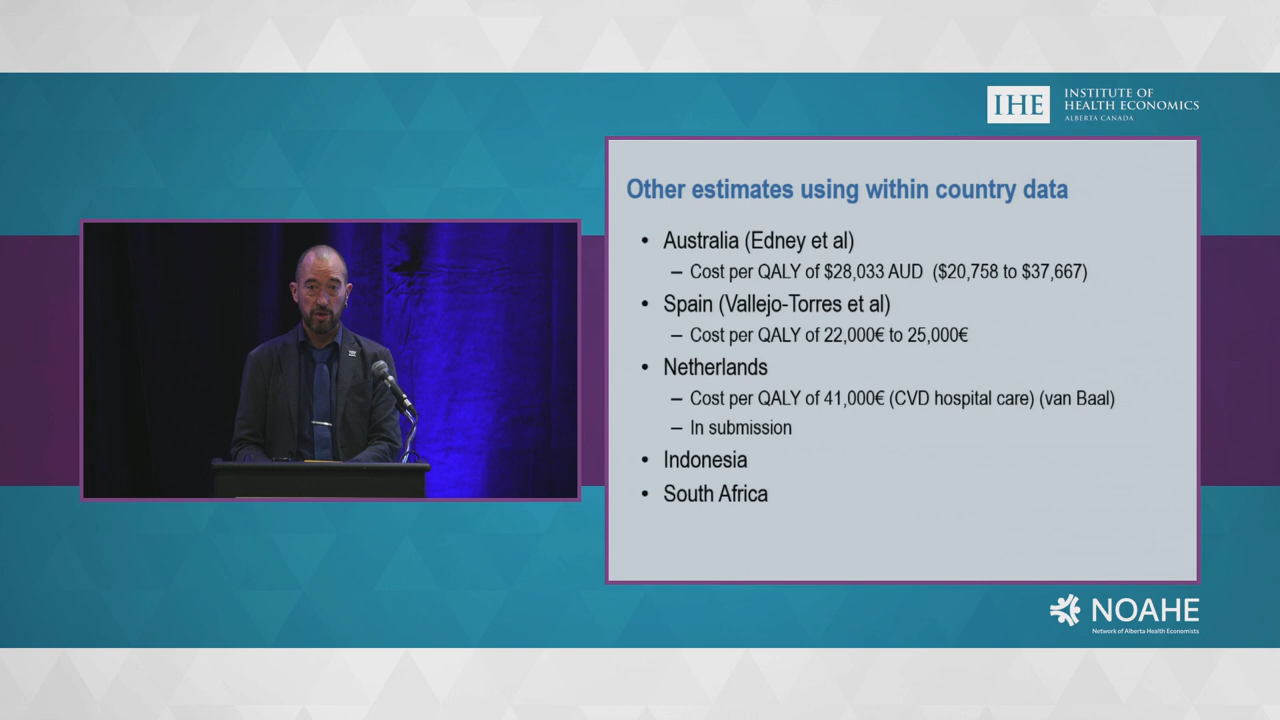 IHE
INSTITUTE OF
HEALTH ECONOMICS
ALBERTA CANADA
Other estimates using within country data
• Australia (Edney et al)
– Cost per QALY of $28,033 AUD ($20,758 to $37,667)
• Spain (Vallejo-Torres et al)
– Cost per QALY of 22,000€ to 25,000€
• Netherlands
– Cost per QALY of 41,000€ (CVD hospital care) (van Baal)
– In submission
• Indonesia
• South Africa
NOAHE
Network of Alberta Health Economists